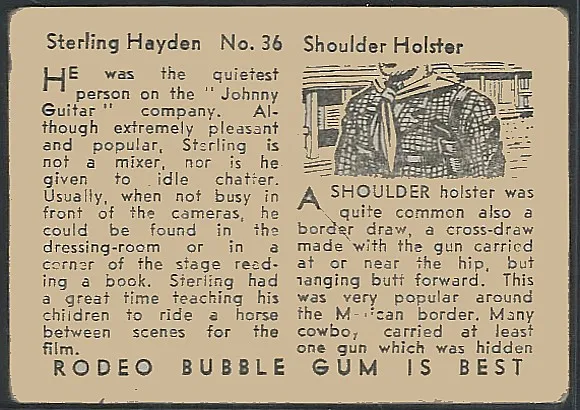 Sterling Hayden No. 36
HE was the quietest
person on the "Johnny
Guitar" company. Al-
though extremely pleasant
and popular, Sterling is
not a mixer, nor is he
given to idle chatter.
Usually, when not busy in
front of the cameras, he
could be found in the
dressing-room or in a
corner of the stage read-
ing a book. Sterling had
a great time teaching his
children to ride a horse
between scenes for the
film.
Shoulder Holster
A SHOULDER holster was
quite common also a
border draw, a cross-draw
made with the gun carried
at or near the hip, but
hanging butt forward. This
was very popular around
the border. Many
cowboy carried at least
one gun which was hidden
RODEO BUBBLE GUM IS BEST